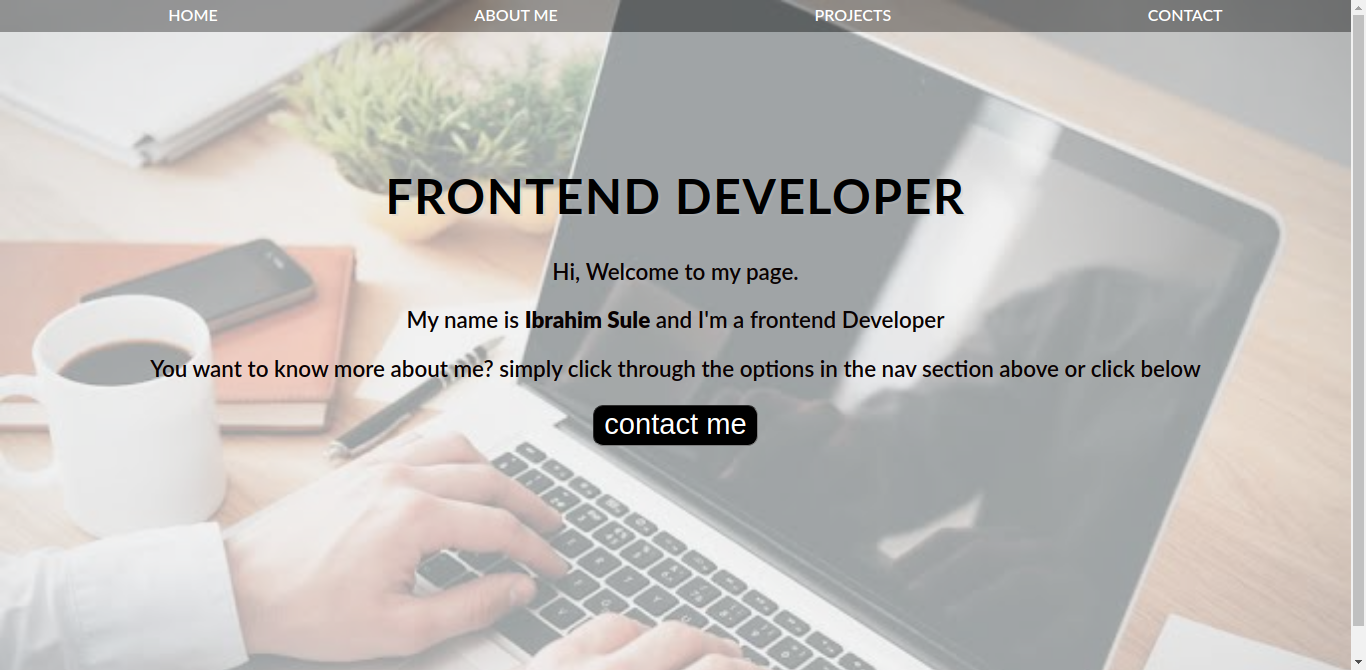 HOME ABOUT ME PROJECTS CONTACT
FRONTEND DEVELOPER
Hi, Welcome to my page.
My name is Ibrahim Sule and I'm a frontend Developer
You want to know more about me? simply click through the options in the nav section above or click below
contact me